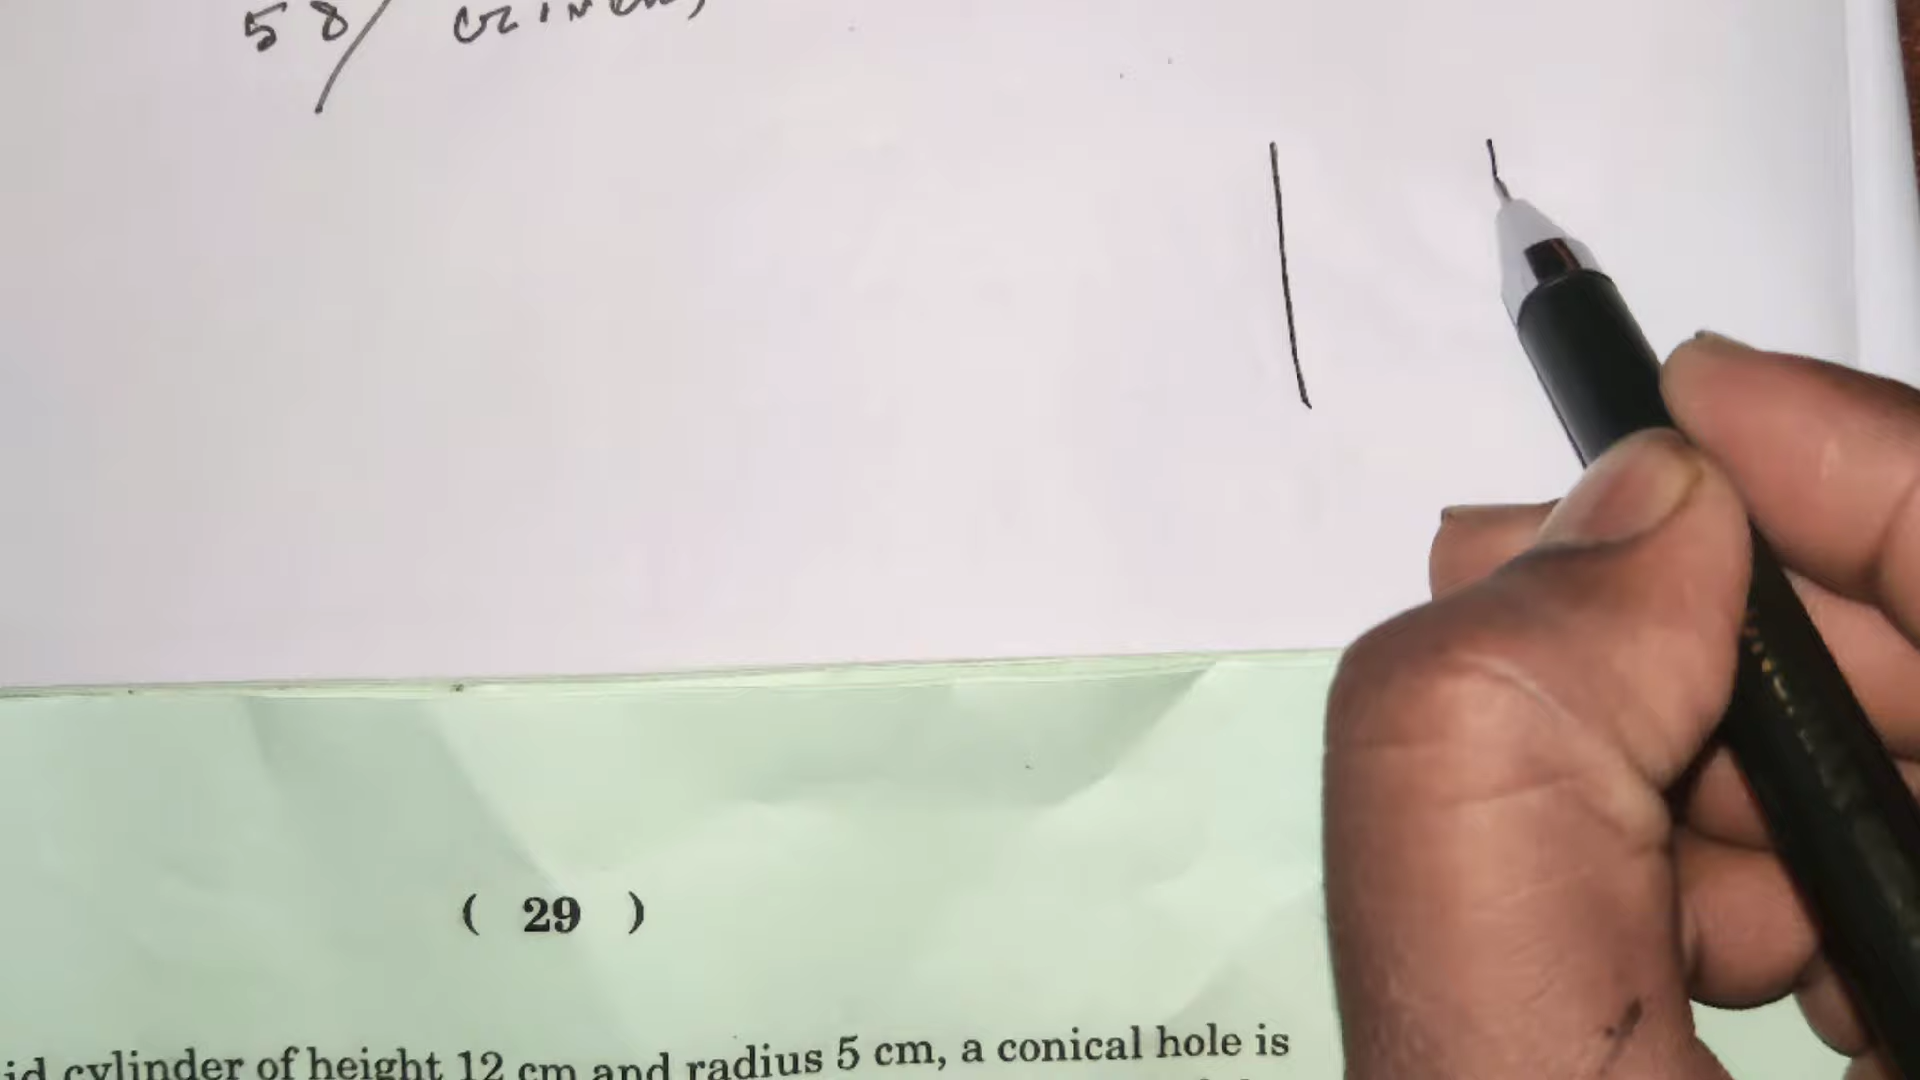 58/
( 29 )
cylinder of height 12 cm and radius 5 cm, a conical hole is